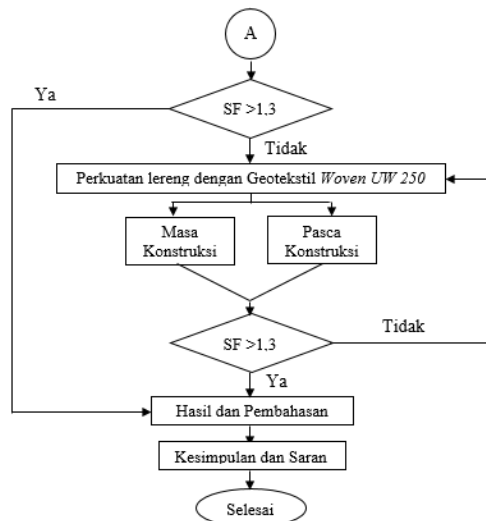 A
Ya
SF >1,3
Tidak
Perkuatan lereng dengan Geotekstil Woven UW 250
Masa
Konstruksi
Pasca
Konstruksi
Tidak
SF >1,3
Ya
Hasil dan Pembahasan
Kesimpulan dan Saran
Selesai